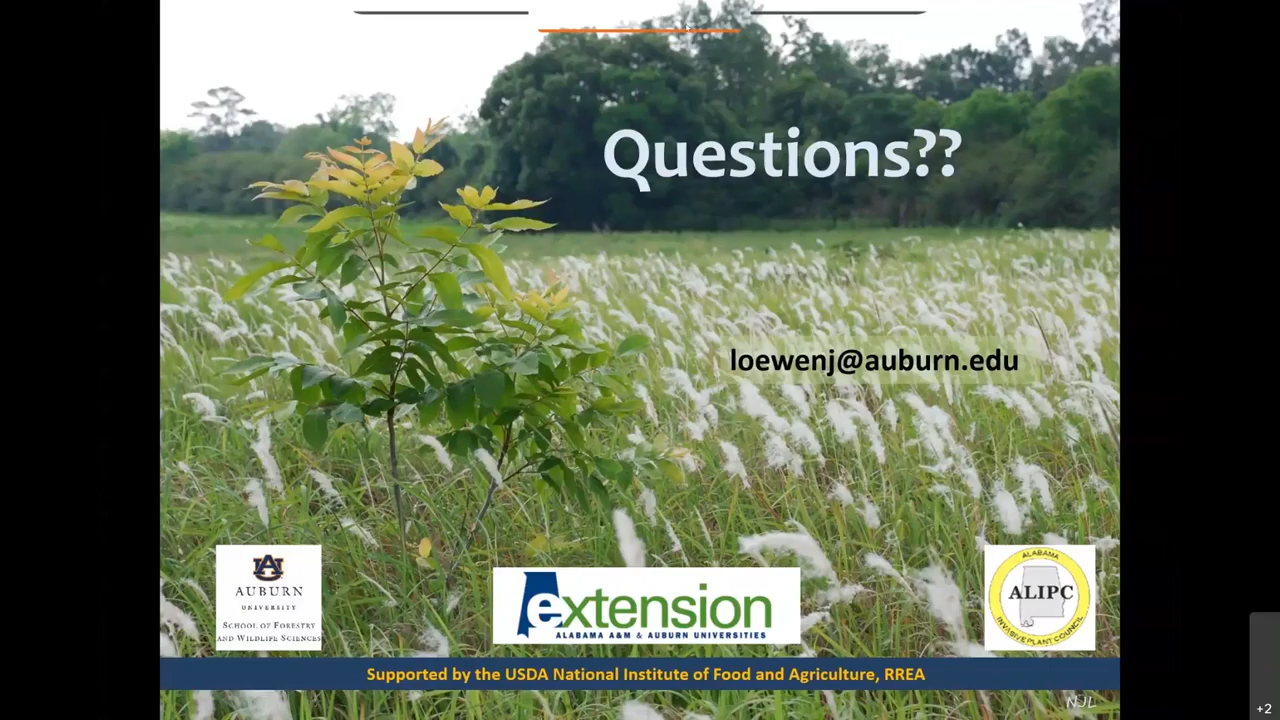 Questions??
loewenj@auburn.edu
AU
AUBURN
UNIVERSITY
SCHOOL OF FORESTRY
AND WILDLIFE SCIENCES
extension
ALABAMA A&M & AUBURN UNIVERSITIES
ALABAMA
ALIPC
INVASIVE PLANT COUNCIL
Supported by the USDA National Institute of Food and Agriculture, RREA
NJL
+2